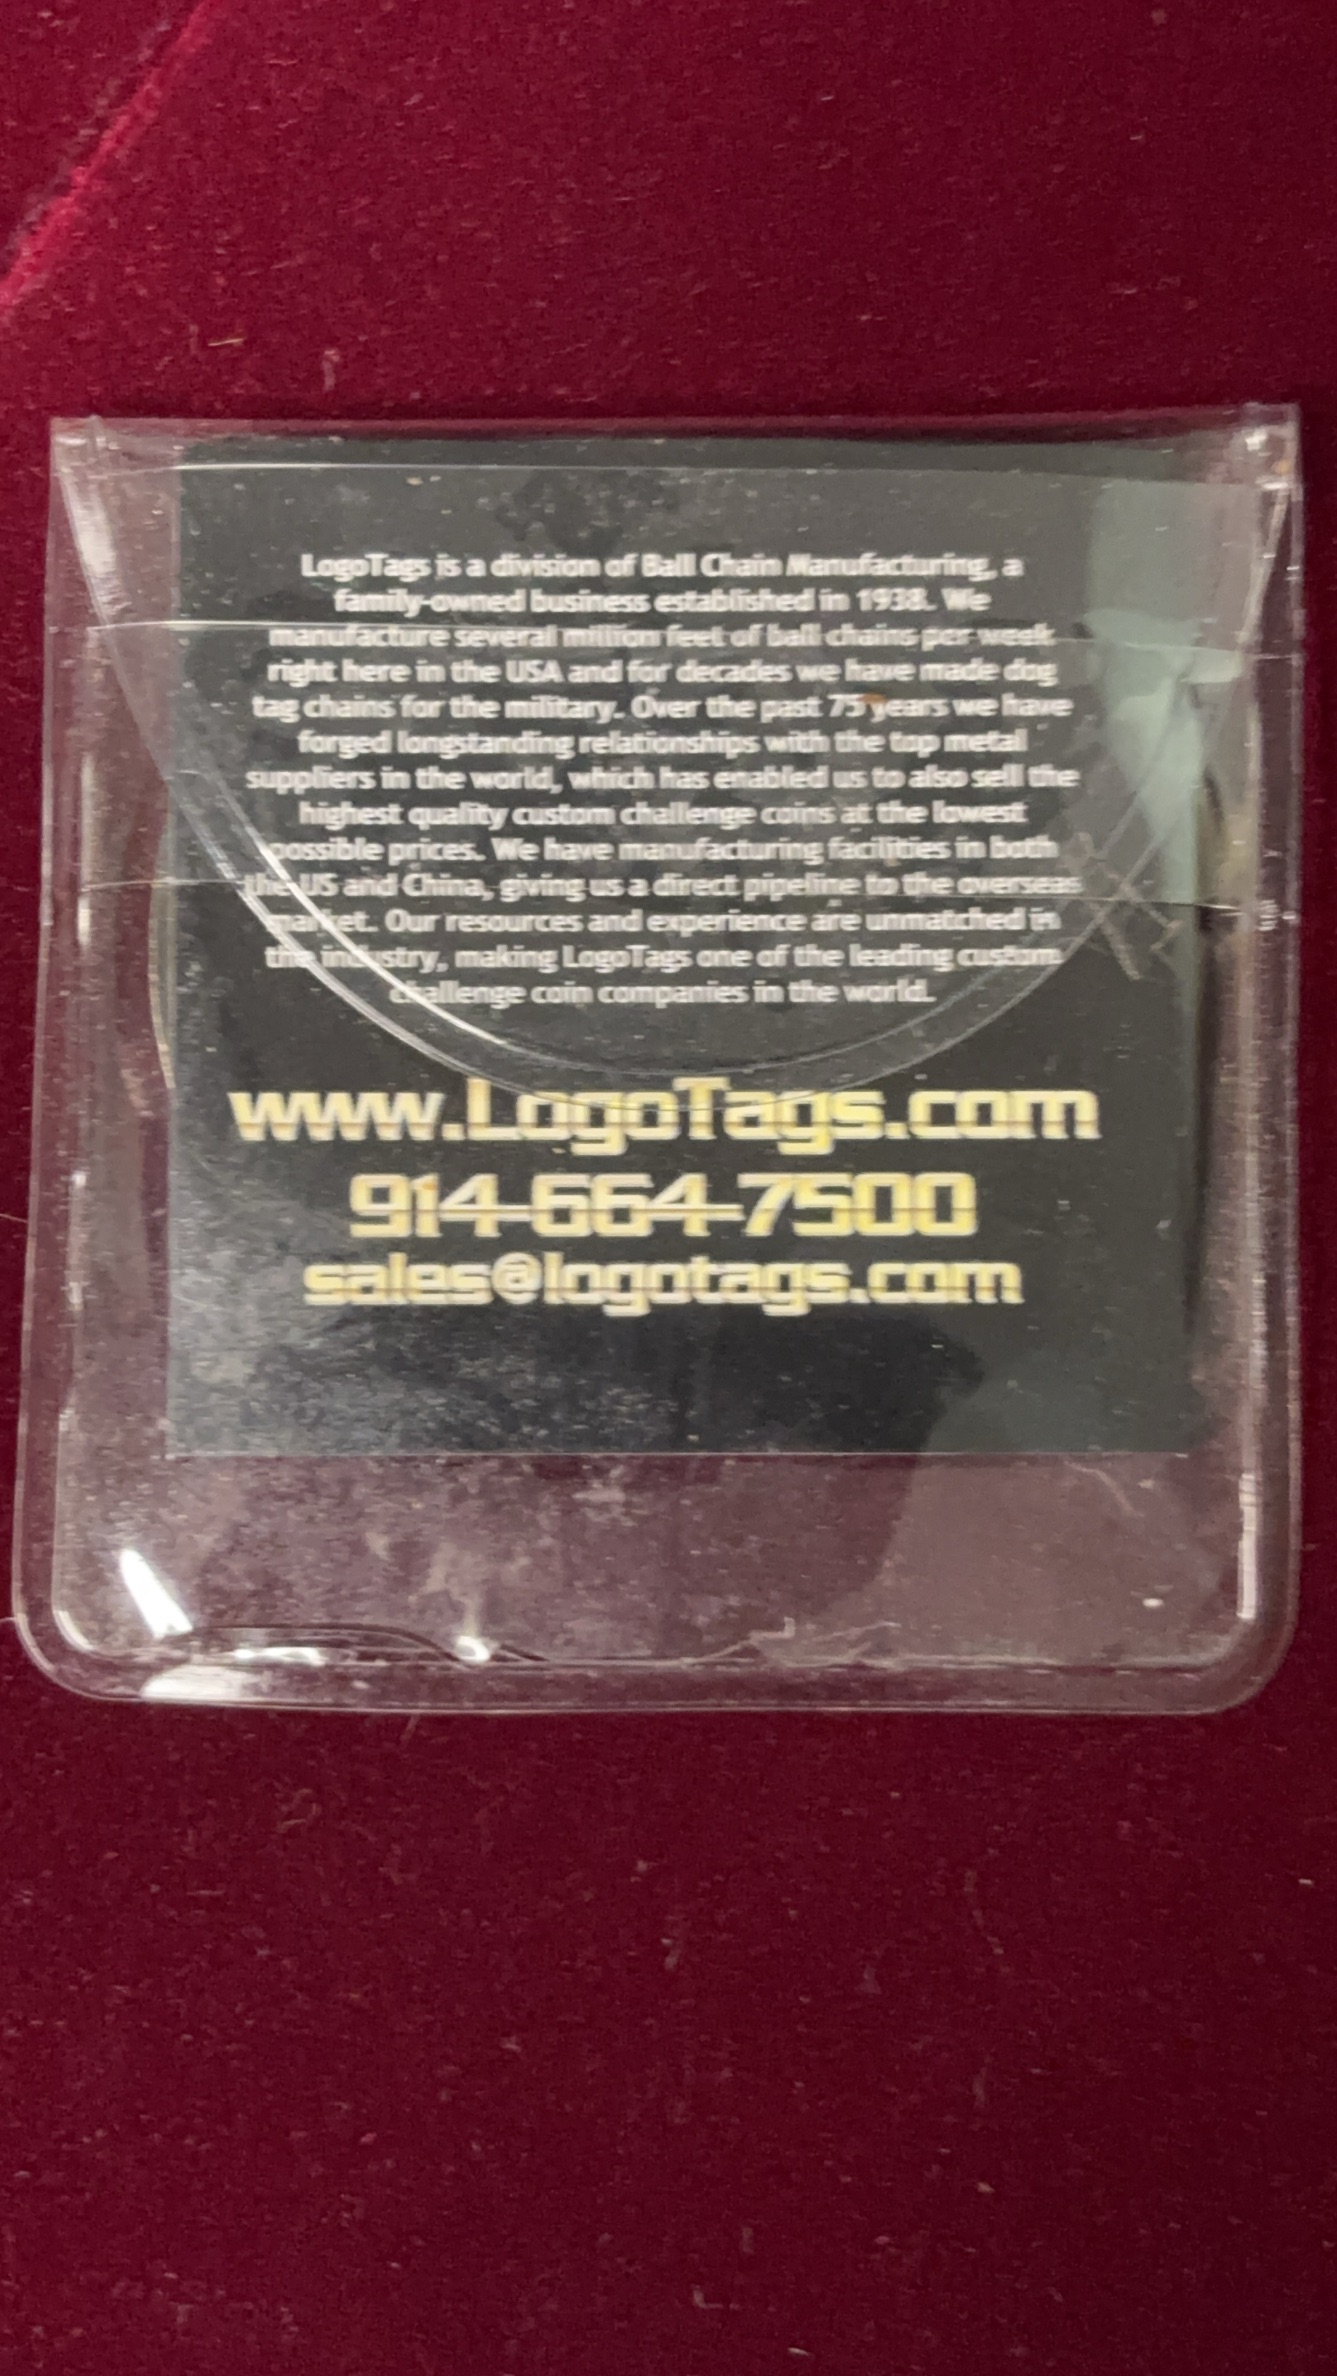 LogoTags is a division of Ball Chain Manufacturing, a
family-owned business established in 1938. We
manufacture several million feet of ball chains per week
right here in the USA and for decades we have made dog
tag chains for the military. Over the past 75 years we have
forged longstanding relationships with the top metal
suppliers in the world, which has enabled us to also sell the
highest quality custom challenge coins at the lowest
possible prices. We have manufacturing facilities in both
the US and China, giving us a direct pipeline to the overseas
market. Our resources and experience are unmatched in
the industry, making LogoTags one of the leading custom
challenge coin companies in the world.
www.LogoTags.com
914-664-7500
sales@logotags.com